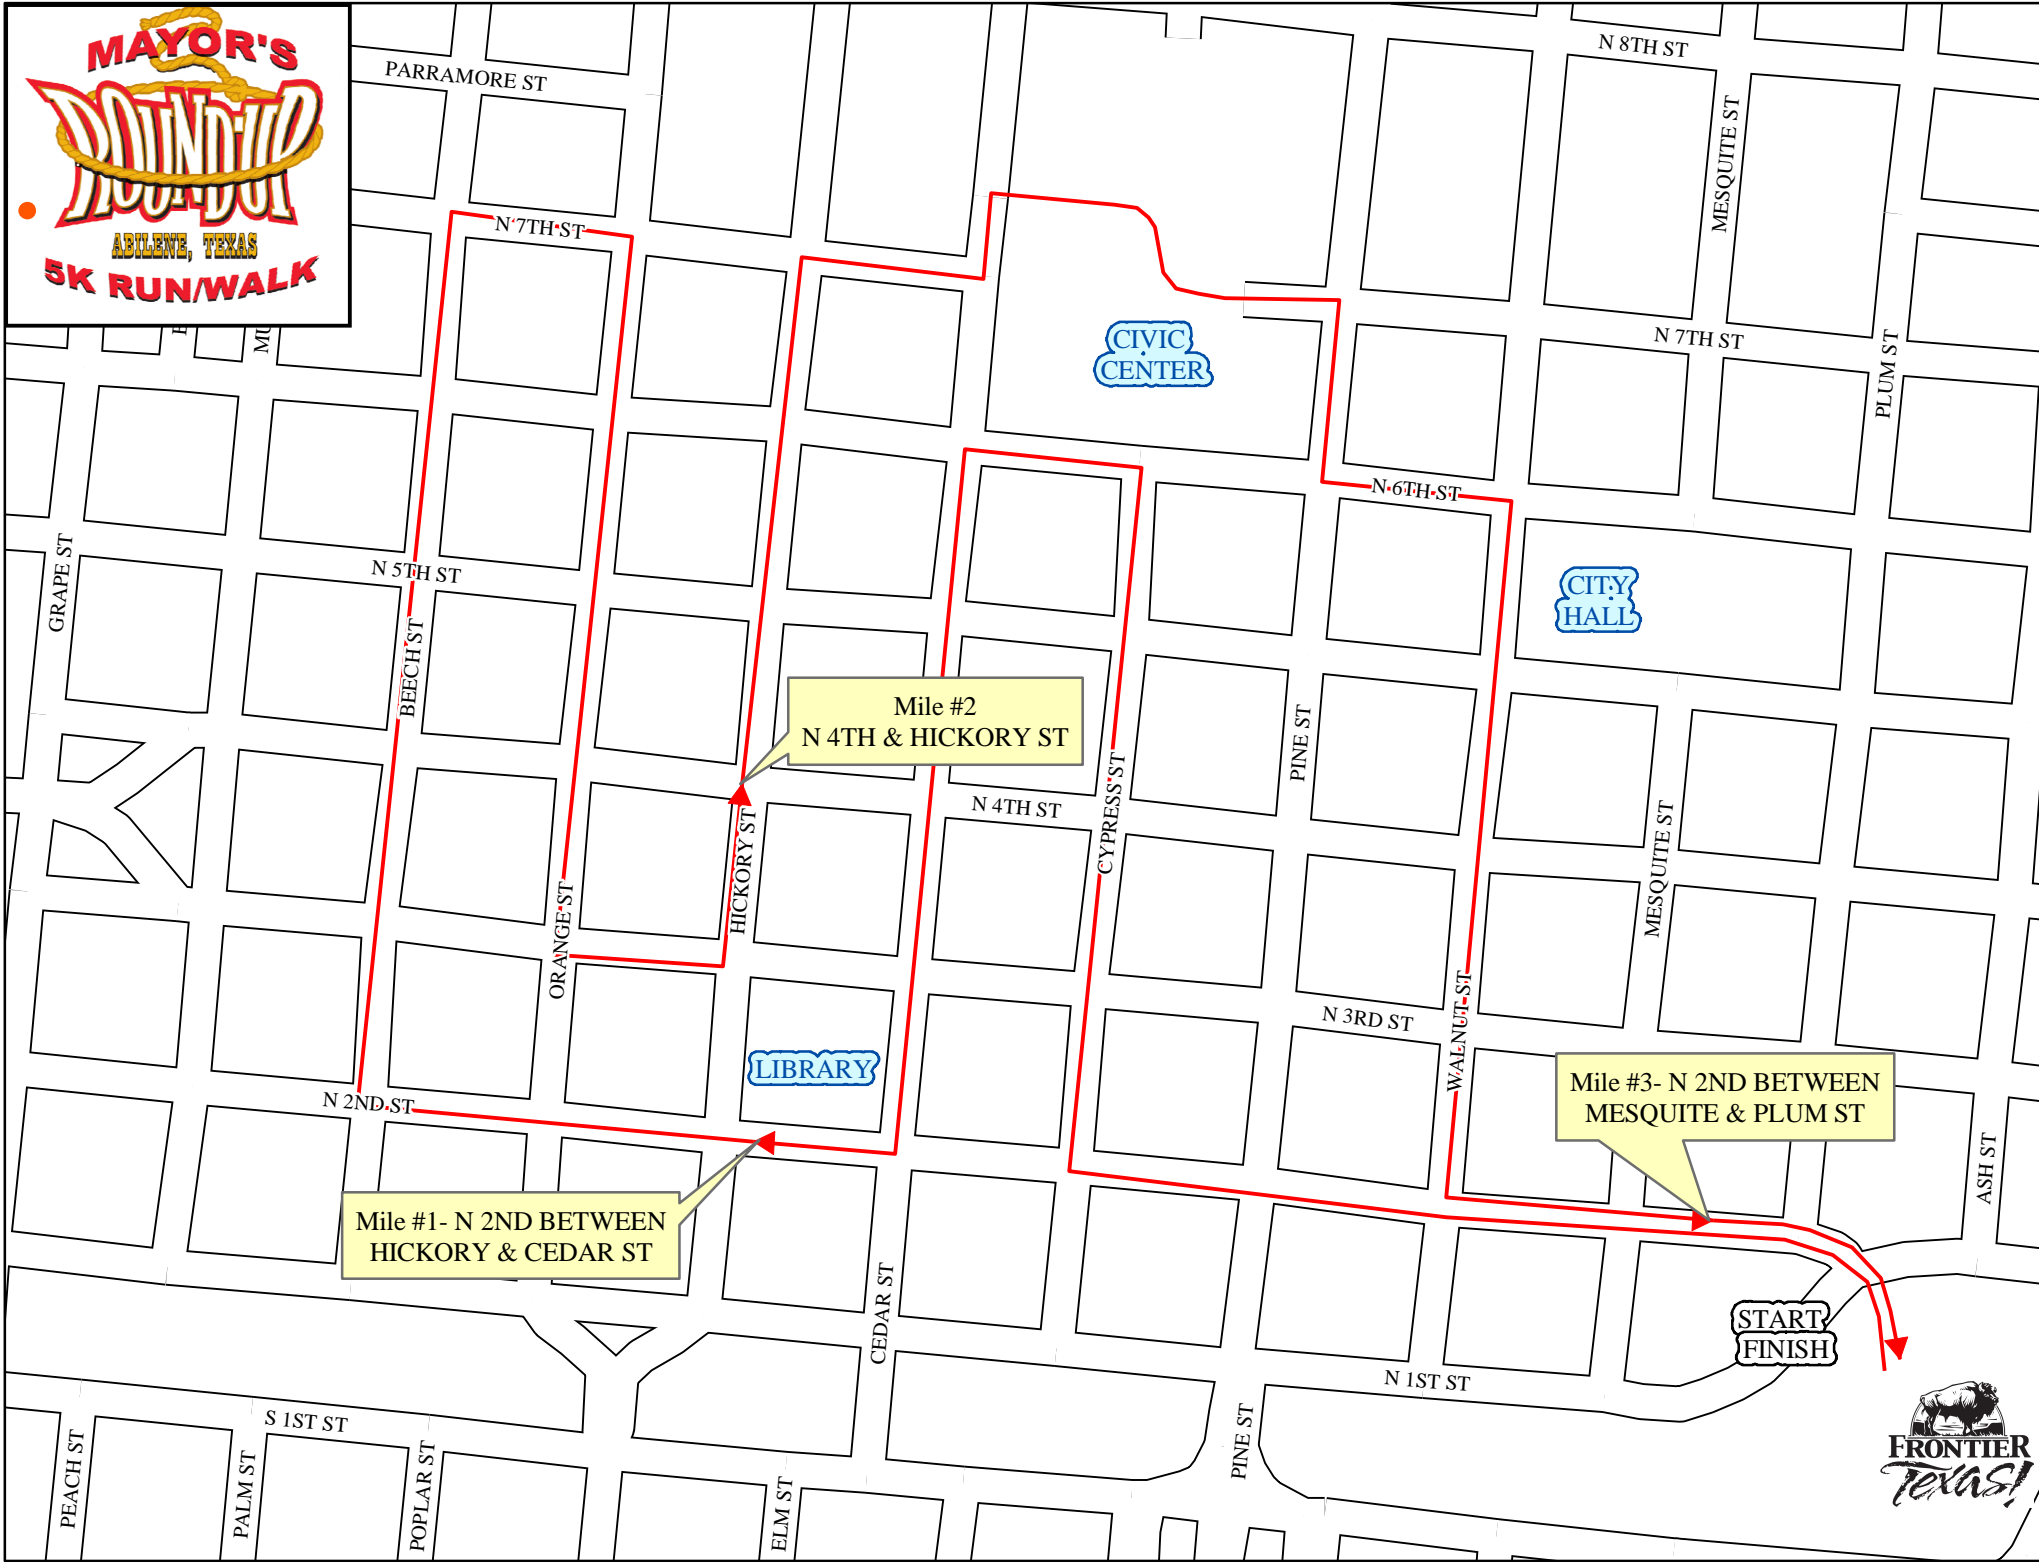 MAYOR'S
ROUND-UP
ABILENE, TEXAS
5K RUN/WALK
PARRAMORE ST
N 8TH ST
MESQUITE ST
N 7TH ST
N 7TH ST
PLUM ST
CIVIC
CENTER
N 6TH ST
GRAPE ST
N 5TH ST
BEECH ST
CITY
HALL
Mile #2
N 4TH & HICKORY ST
PINE ST
CYPRESS ST
N 4TH ST
HICKORY ST
MESQUITE ST
ORANGE ST
N 3RD ST
WALNUT ST
LIBRARY
Mile #3- N 2ND BETWEEN
MESQUITE & PLUM ST
N 2ND ST
ASH ST
Mile #1- N 2ND BETWEEN
HICKORY & CEDAR ST
CEDAR ST
START
FINISH
N 1ST ST
S 1ST ST
PEACH ST
PALM ST
POPLAR ST
ELM ST
PINE ST
FRONTIER
Texas!